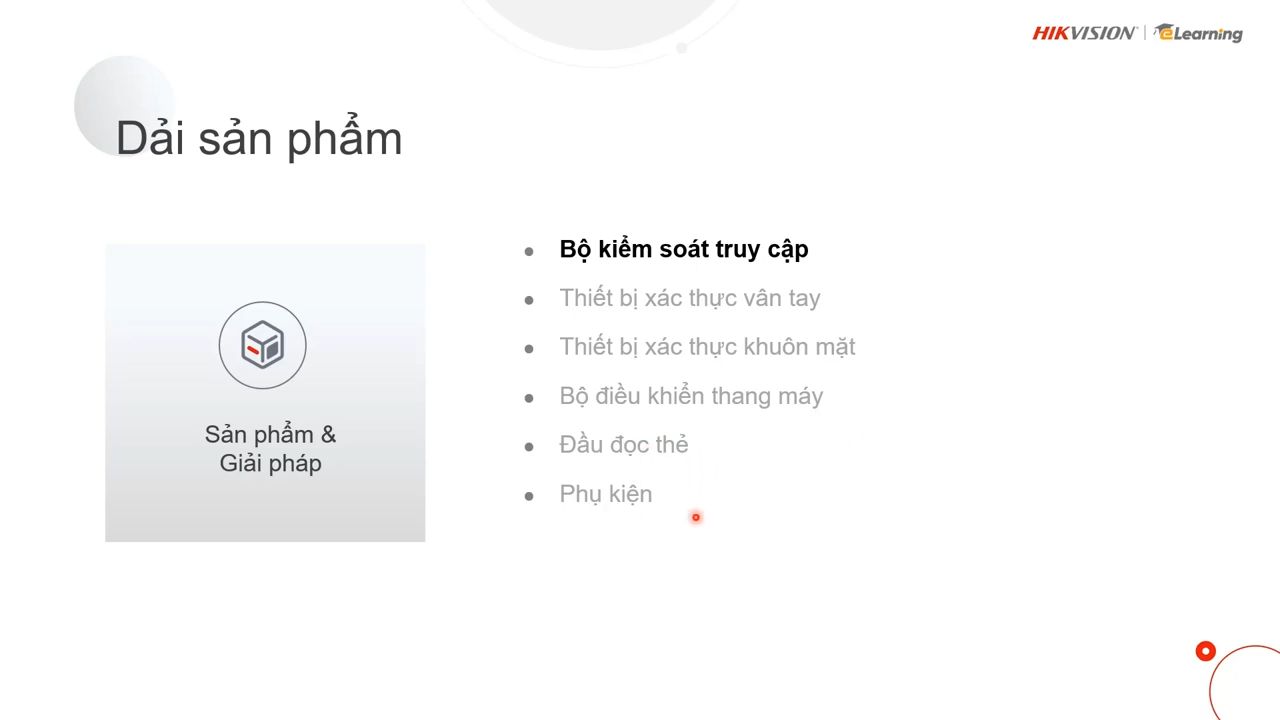 HIKVISION | eLearning
Dải sản phẩm
Sản phẩm &
Giải pháp
Bộ kiểm soát truy cập
Thiết bị xác thực vân tay
Thiết bị xác thực khuôn mặt
Bộ điều khiển thang máy
Đầu đọc thẻ
Phụ kiện